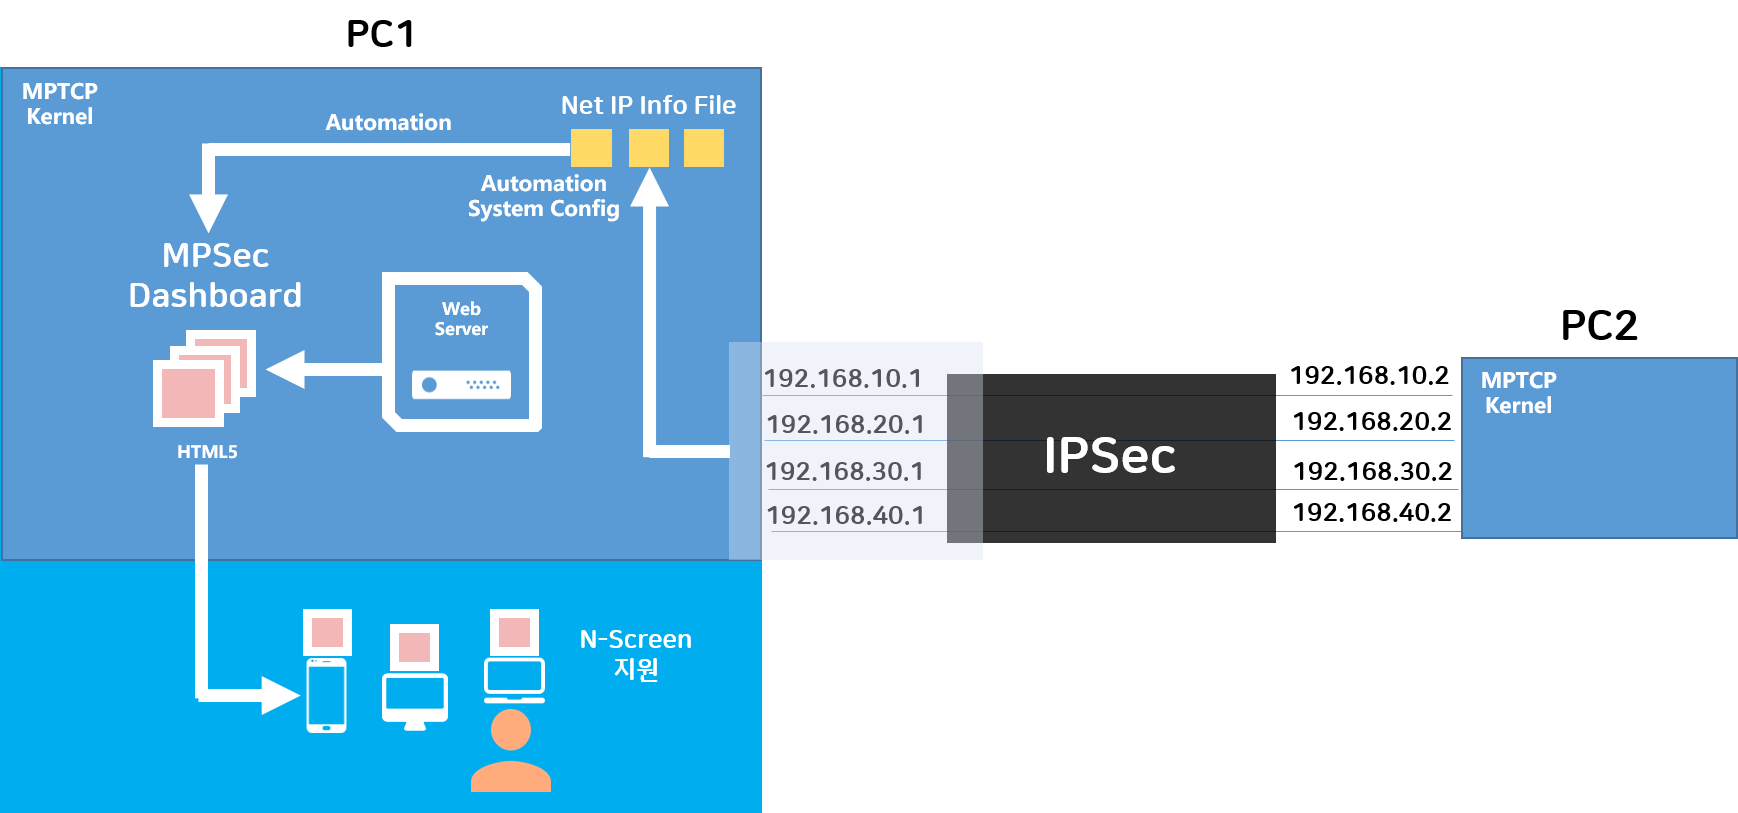 PC1
MPTCP
Kernel
Net IP Info File
Automation
Automation
System Config
MPSec
Dashboard
Web
Server
HTML5
192.168.10.1
192.168.20.1
192.168.30.1
192.168.40.1
IPSec
192.168.10.2
192.168.20.2
192.168.30.2
192.168.40.2
PC2
MPTCP
Kernel
N-Screen
지원